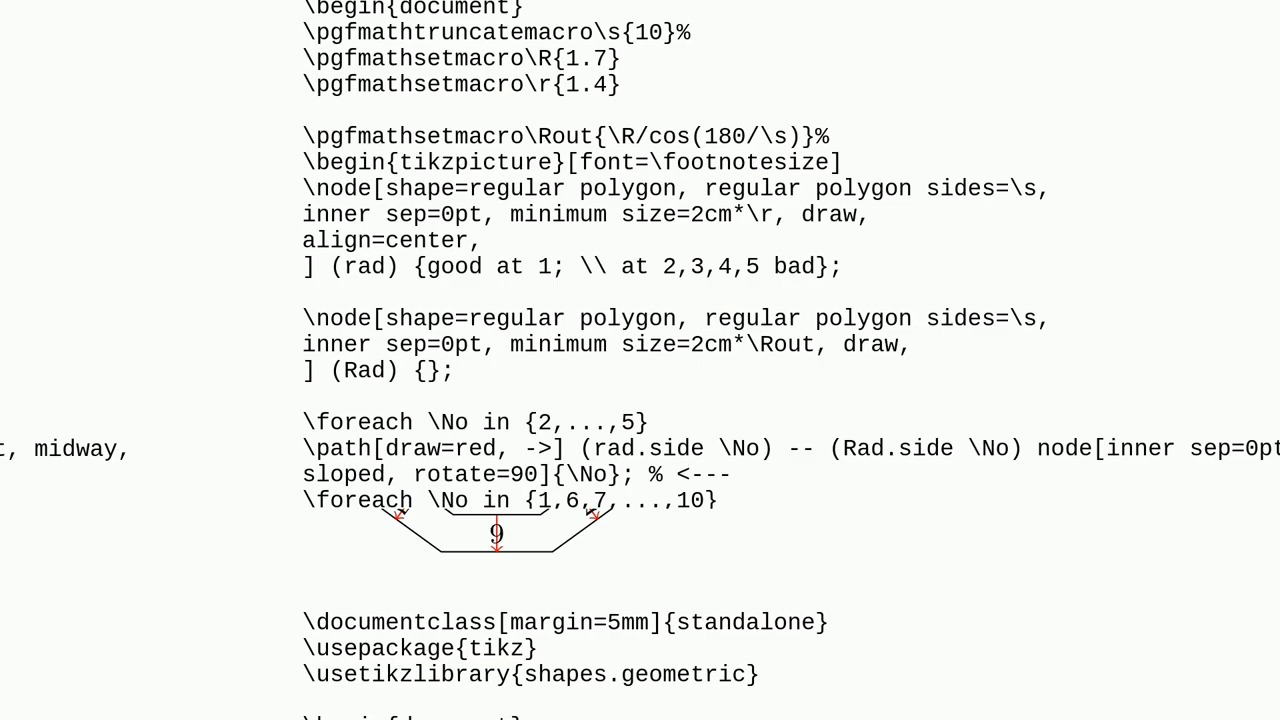 \begin{document}
\pgfmathtruncatemacro\s{10}%
\pgfmathsetmacro\R{1.7}
\pgfmathsetmacro\r{1.4}
\pgfmathsetmacro\Rout{\R/cos(180/\s)}%
\begin{tikzpicture}[font=\footnotesize]
\node[shape=regular polygon, regular polygon sides=\s,
inner sep=0pt, minimum size=2cm*\r, draw,
align=center,
] (rad) {good at 1; \\ at 2,3,4,5 bad};
\node[shape=regular polygon, regular polygon sides=\s,
inner sep=0pt, minimum size=2cm*\Rout, draw,
] (Rad) {};
\foreach \No in {2,...,5}
t, midway,
\path[draw=red, ->] (rad.side \No) -- (Rad.side \No) node[inner sep=0pt
sloped, rotate=90]{\No}; % <---
\foreach \No in {1,6,7,...,10}
9
\documentclass[margin=5mm]{standalone}
\usepackage{tikz}
\usetikzlibrary{shapes.geometric}
\begin{document}